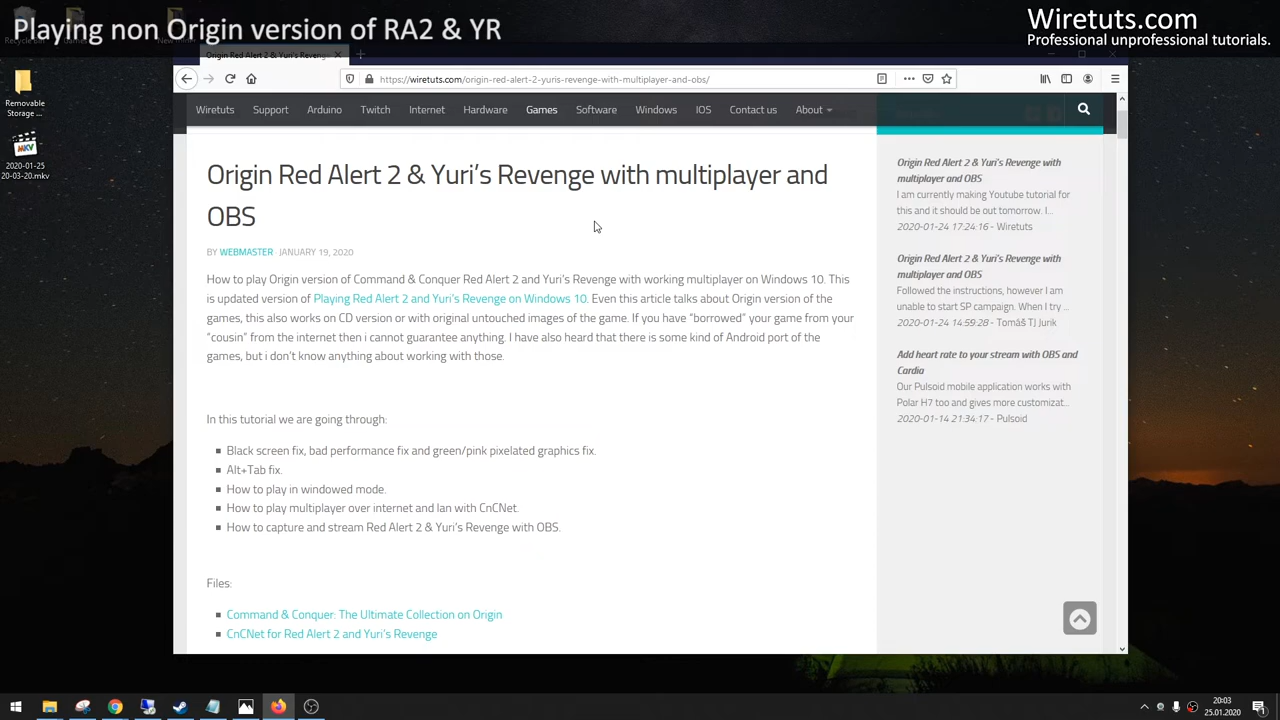 Playing non Origin version of RA2 & YR
Wiretuts.com
Professional unprofessional tutorials.
Origin Red Alert 2 & Yuri's Reveng
https://wiretuts.com/origin-red-alert-2-yuris-revenge-with-multiplayer-and-obs/
Wiretuts Support Arduino Twitch Internet Hardware Games Software Windows IOS Contact us About
Removable
Storage ...
2020-01-25
20-03-20.mkv
Origin Red Alert 2 & Yuri's Revenge with multiplayer and
OBS
BY WEBMASTER JANUARY 19, 2020
How to play Origin version of Command & Conquer Red Alert 2 and Yuri's Revenge with working multiplayer on Windows 10. This
is updated version of Playing Red Alert 2 and Yuri's Revenge on Windows 10. Even this article talks about Origin version of the
games, this also works on CD version or with original untouched images of the game. If you have “borrowed” your game from your
“cousin” from the internet then i cannot guarantee anything. I have also heard that there is some kind of Android port of the
games, but i don't know anything about working with those.
In this tutorial we are going through:
Black screen fix, bad performance fix and green/pink pixelated graphics fix.
Alt+Tab fix.
How to play in windowed mode.
How to play multiplayer over internet and lan with CnCNet.
How to capture and stream Red Alert 2 & Yuri's Revenge with OBS.
Files:
Command & Conquer: The Ultimate Collection on Origin
CnCNet for Red Alert 2 and Yuri's Revenge
Origin Red Alert 2 & Yuri's Revenge with
multiplayer and OBS
I am currently making Youtube tutorial for
this and it should be out tomorrow. I...
2020-01-24 17:24:16 - Wiretuts
Origin Red Alert 2 & Yuri's Revenge with
multiplayer and OBS
Followed the instructions, however I am
unable to start SP campaign. When I try ...
2020-01-24 14:59:28 - Tomáš TJ Jurik
Add heart rate to your stream with OBS and
Cardia
Our Pulsoid mobile application works with
Polar H7 too and gives more customizat...
2020-01-14 21:34:17 - Pulsoid
20:03
25.01.2020